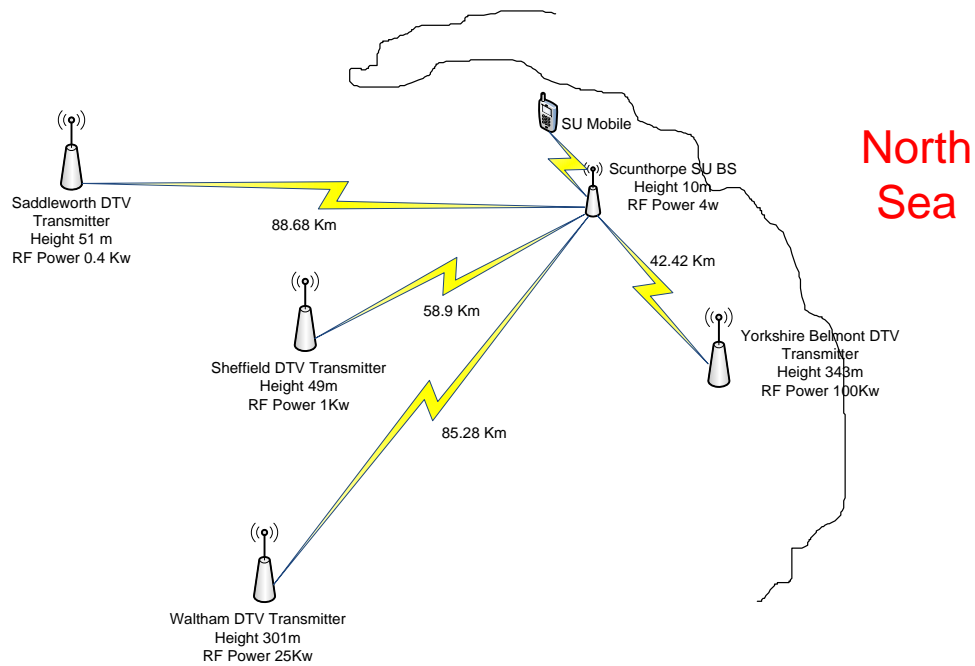 North
Sea
SU Mobile
Scunthorpe SU BS
Height 10m
RF Power 4w
Saddleworth DTV
Transmitter
Height 51 m
RF Power 0.4 Kw
88.68 Km
42.42 Km
58.9 Km
Sheffield DTV Transmitter
Height 49m
RF Power 1Kw
Yorkshire Belmont DTV
Transmitter
Height 343m
RF Power 100Kw
85.28 Km
Waltham DTV Transmitter
Height 301m
RF Power 25Kw